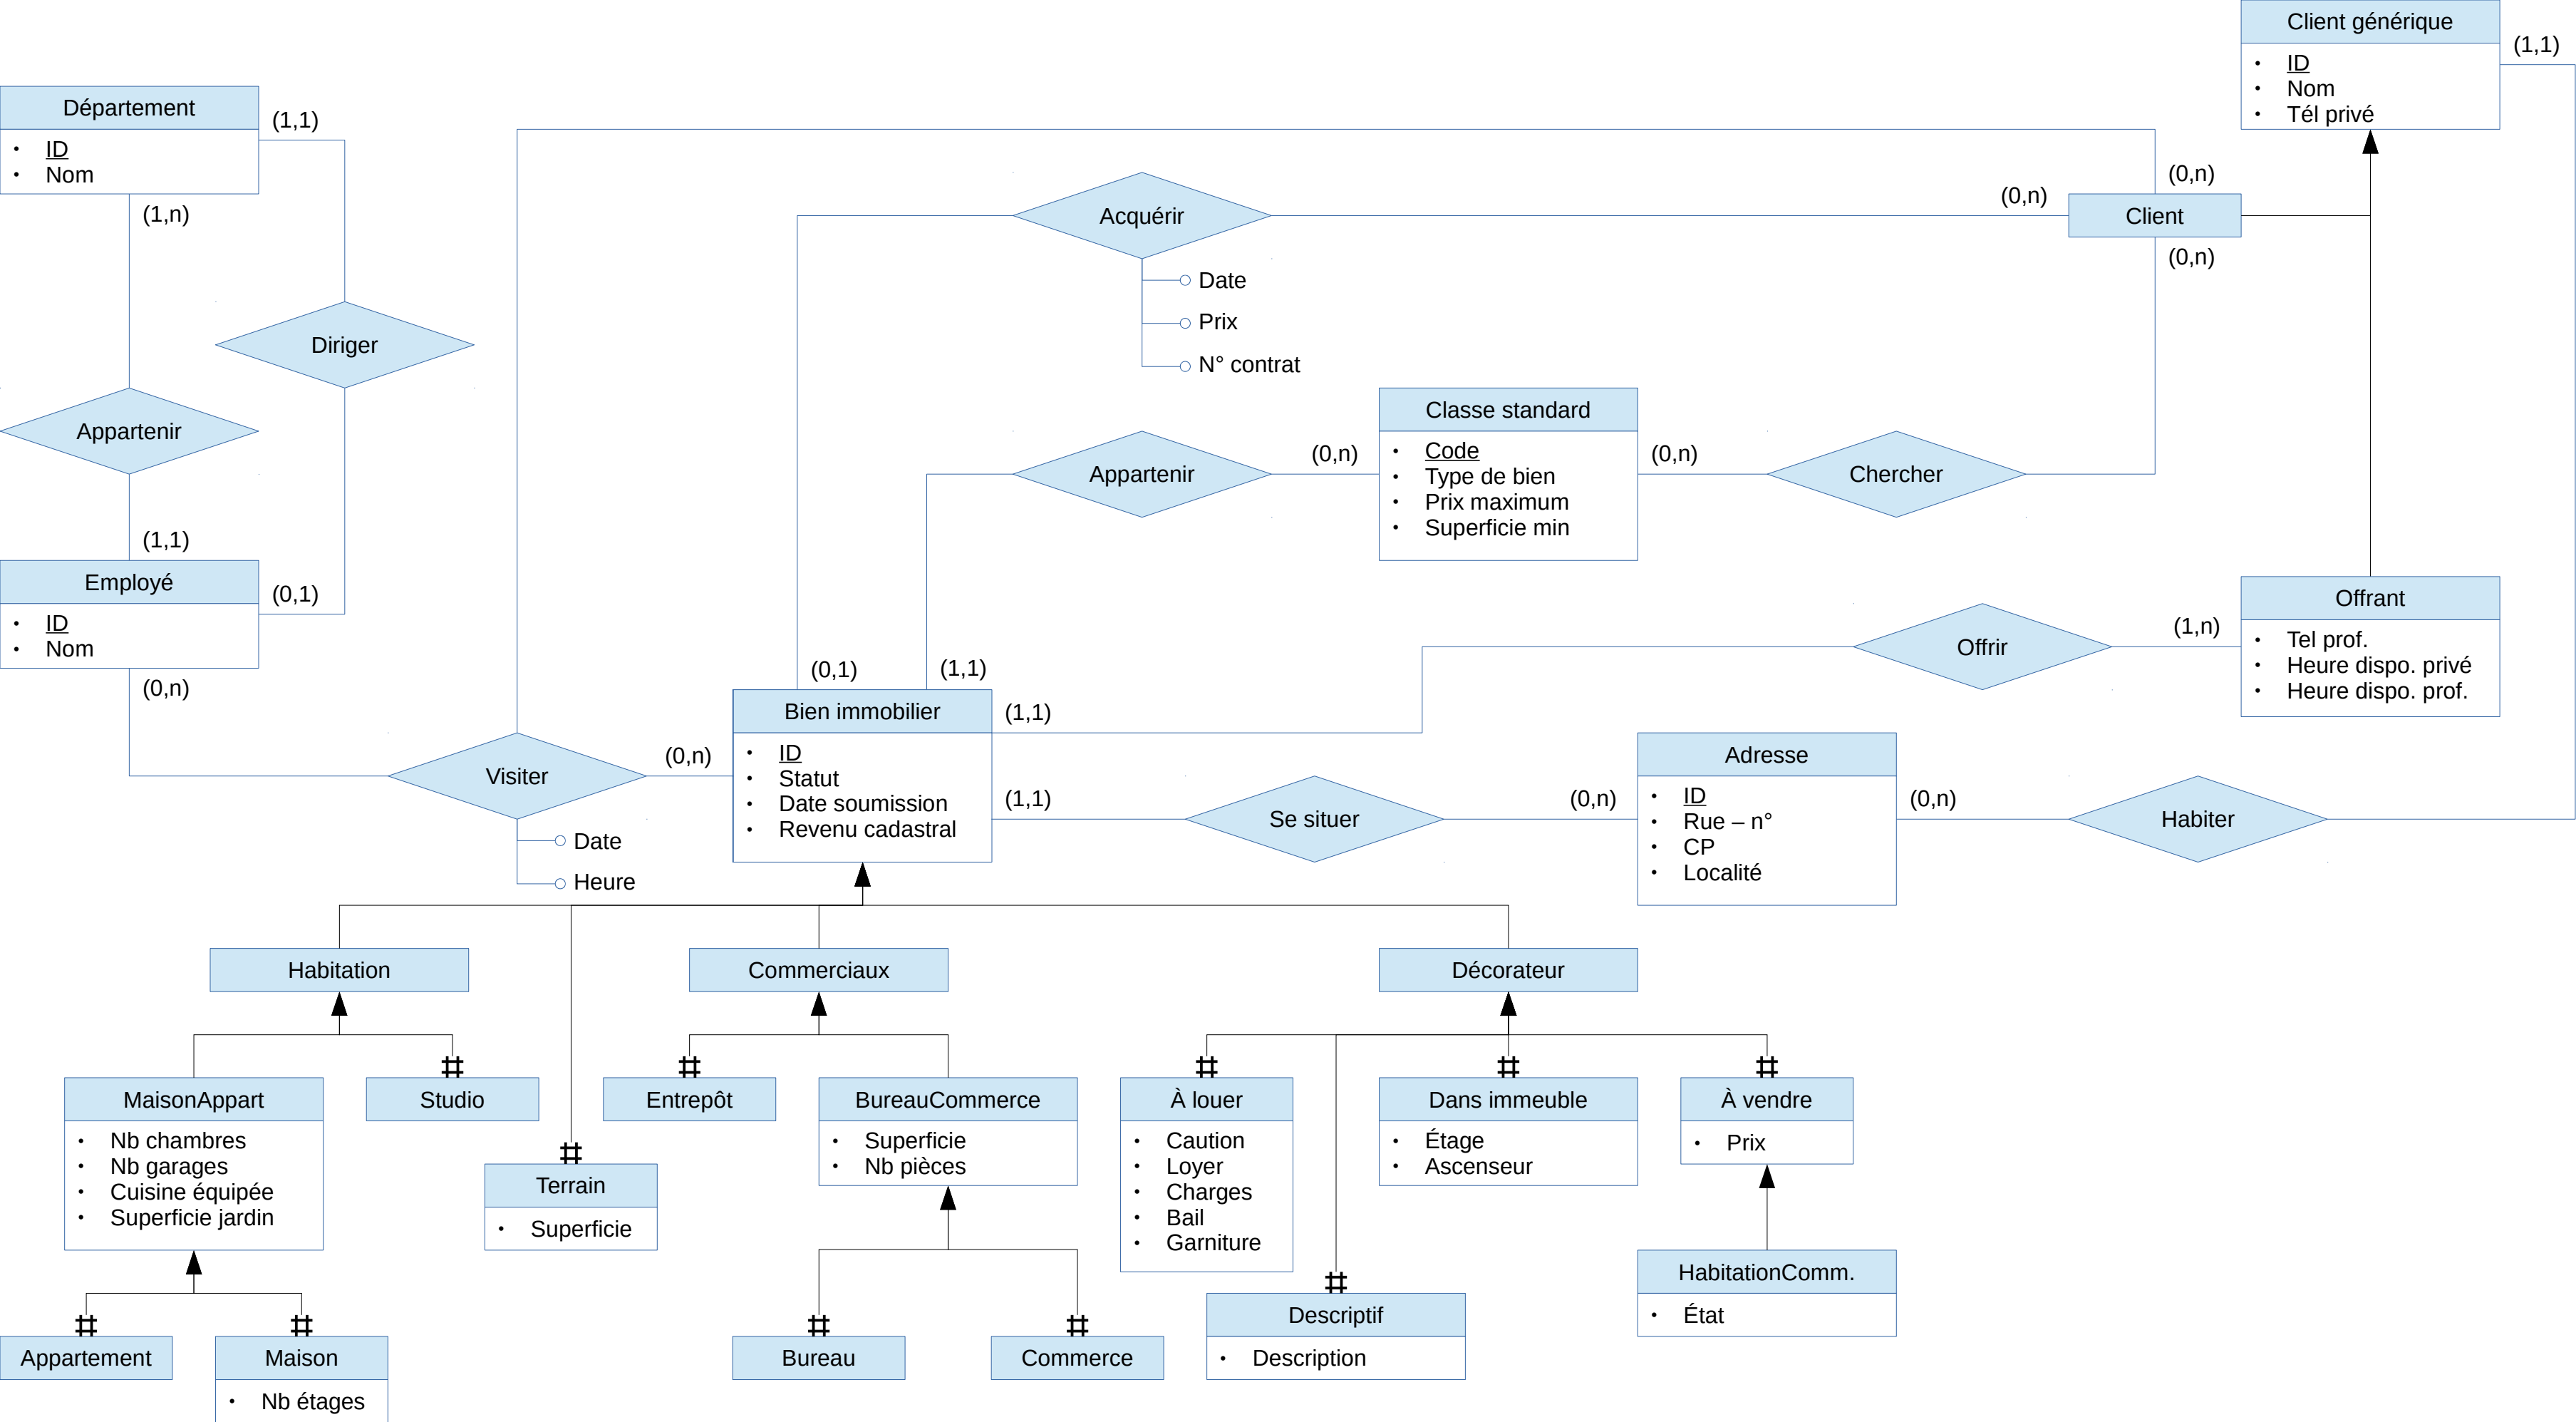 Client générique
ID
Nom
Tél privé
(1,1)
Département
ID
Nom
(1,1)
(1,n)
Diriger
Appartenir
(1,1)
Employé
ID
Nom
(0,1)
(0,n)
Acquérir
Date
Prix
N° contrat
(0,n)
(0,n)
Client
(0,n)
Appartenir
(0,n)
Classe standard
Code
Type de bien
Prix maximum
Superficie min
(0,n)
Chercher
(0,1)
(1,1)
Bien immobilier
ID
Statut
Date soumission
Revenu cadastral
(1,1)
(1,1)
(0,n)
Visiter
Date
Heure
Offrir
(1,n)
Offrant
Tel prof.
Heure dispo. privé
Heure dispo. prof.
Se situer
(0,n)
Adresse
ID
Rue – n°
CP
Localité
(0,n)
Habiter
Habitation
Commerciaux
Décorateur
MaisonAppart
Nb chambres
Nb garages
Cuisine équipée
Superficie jardin
Studio
Terrain
Superficie
Entrepôt
BureauCommerce
Superficie
Nb pièces
À louer
Caution
Loyer
Charges
Bail
Garniture
Dans immeuble
Étage
Ascenseur
À vendre
Prix
HabitationComm.
État
Descriptif
Description
Appartement
Maison
Nb étages
Bureau
Commerce